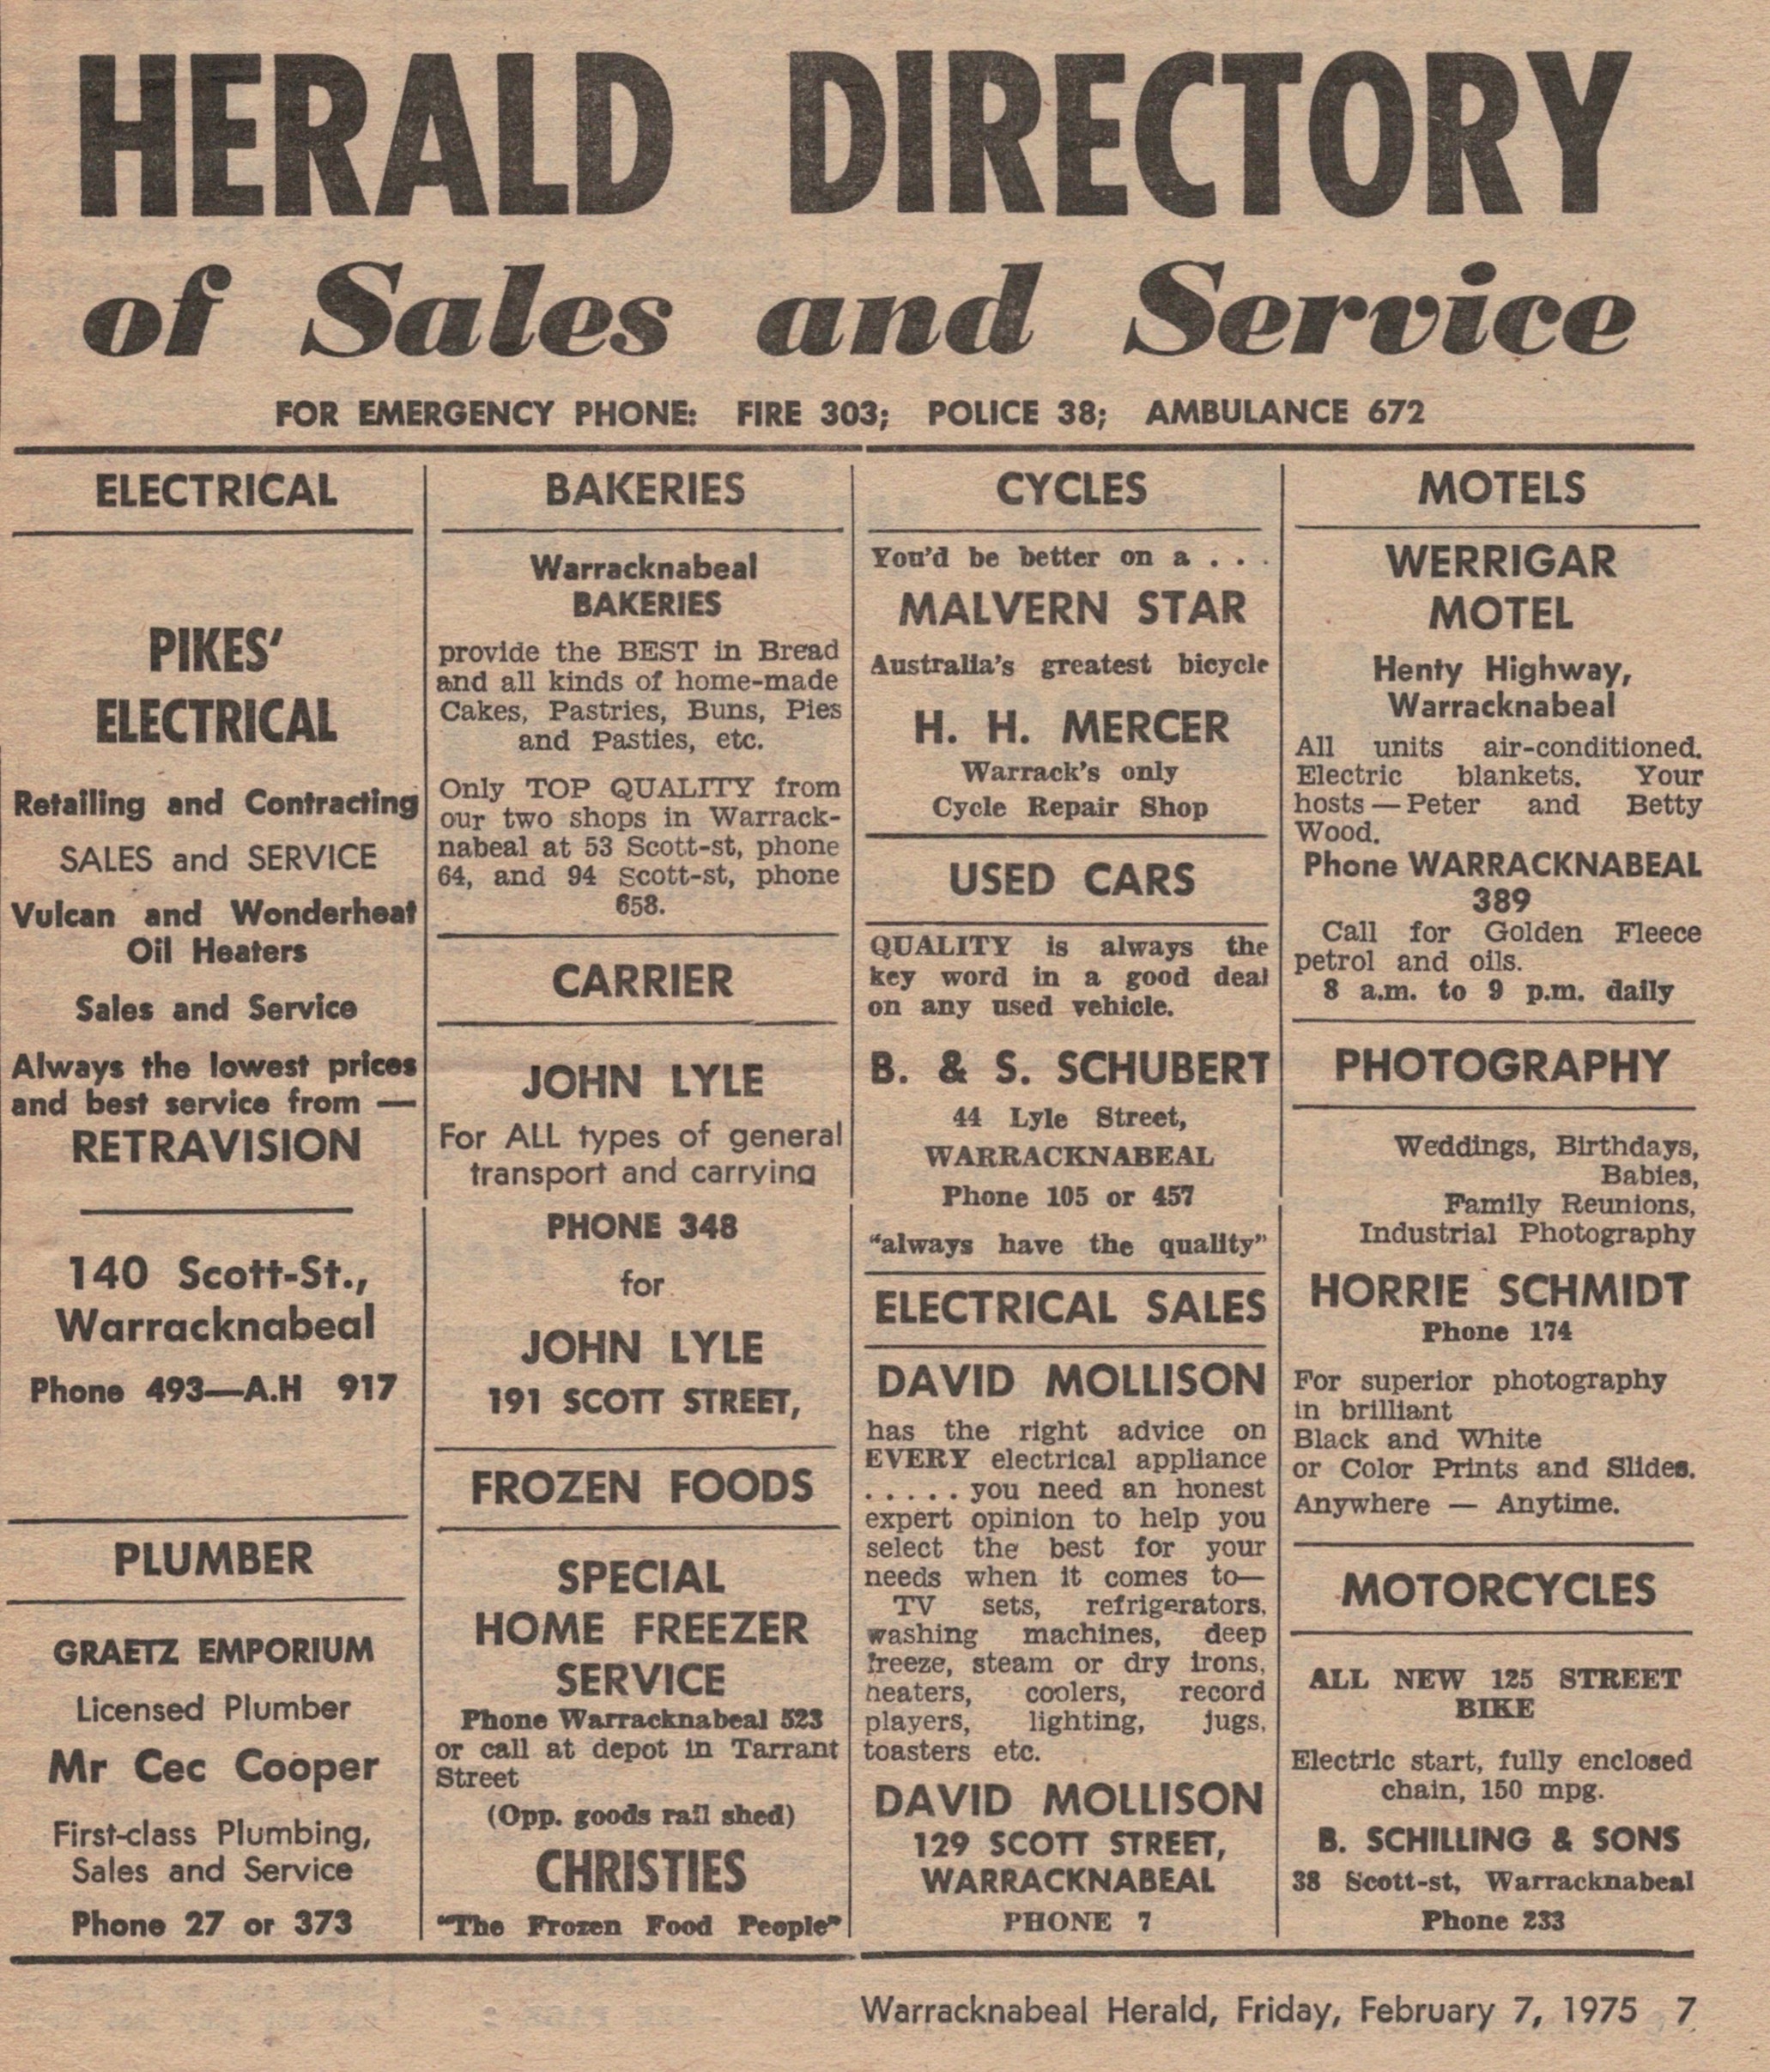 HERALD DIRECTORY
of Sales and Service
FOR EMERGENCY PHONE: FIRE 303; POLICE 38; AMBULANCE 672
ELECTRICAL
PIKES'
ELECTRICAL
Retailing and Contracting
SALES and SERVICE
Vulcan and Wonderheat
Oil Heaters
Sales and Service
Always the lowest prices
and best service from —
RETRAVISION
140 Scott-St.,
Warracknabeal
Phone 493—A.H 917
PLUMBER
GRAETZ EMPORIUM
Licensed Plumber
Mr Cec Cooper
First-class Plumbing,
Sales and Service
Phone 27 or 373
BAKERIES
Warracknabeal
BAKERIES
provide the BEST in Bread
and all kinds of home-made
Cakes, Pastries, Buns, Pies
and Pasties, etc.
Only TOP QUALITY from
our two shops in Warrack-
nabeal at 53 Scott-st, phone
64, and 94 Scott-st, phone
658.
CARRIER
JOHN LYLE
For ALL types of general
transport and carrying
PHONE 348
for
JOHN LYLE
191 SCOTT STREET,
FROZEN FOODS
SPECIAL
HOME FREEZER
SERVICE
Phone Warracknabeal 523
or call at depot in Tarrant
Street
(Opp. goods rail shed)
CHRISTIES
"The Frozen Food People"
CYCLES
You'd be better on a . . .
MALVERN STAR
Australia's greatest bicycle
H. H. MERCER
Warrack's only
Cycle Repair Shop
USED CARS
QUALITY is always the
key word in a good deal
on any used vehicle.
B. & S. SCHUBERT
44 Lyle Street,
WARRACKNABEAL
Phone 105 or 457
"always have the quality"
ELECTRICAL SALES
DAVID MOLLISON
has the right advice on
EVERY electrical appliance
. . . . . you need an honest
expert opinion to help you
select the best for your
needs when it comes to—
TV sets, refrigerators,
washing machines, deep
freeze, steam or dry irons,
heaters, coolers, record
players, lighting, jugs,
toasters etc.
DAVID MOLLISON
129 SCOTT STREET,
WARRACKNABEAL
PHONE 7
MOTELS
WERRIGAR
MOTEL
Henty Highway,
Warracknabeal
All units air-conditioned.
Electric blankets. Your
hosts — Peter and Betty
Wood.
Phone WARRACKNABEAL
389
Call for Golden Fleece
petrol and oils.
8 a.m. to 9 p.m. daily
PHOTOGRAPHY
Weddings, Birthdays,
Babies,
Family Reunions,
Industrial Photography
HORRIE SCHMIDT
Phone 174
For superior photography
in brilliant
Black and White
or Color Prints and Slides.
Anywhere — Anytime.
MOTORCYCLES
ALL NEW 125 STREET
BIKE
Electric start, fully enclosed
chain, 150 mpg.
B. SCHILLING & SONS
38 Scott-st, Warracknabeal
Phone 233
Warracknabeal Herald, Friday, February 7, 1975 7